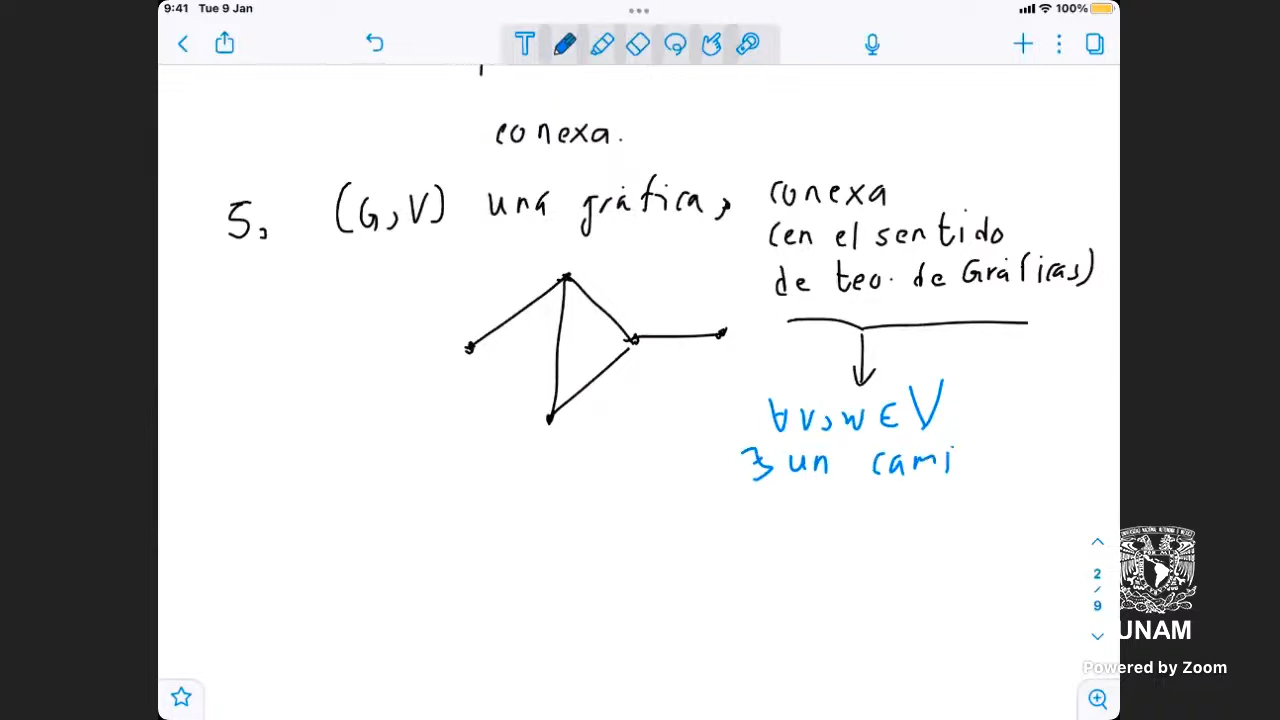 9:41 Tue 9 Jan
100%
T
conexa.
5, (G,V) una gráfica, conexa
(en el sentido
de teo. de Gráficas)
∀ v,w ∈ V
∃ un cami
2
9
UNAM
Powered by Zoom